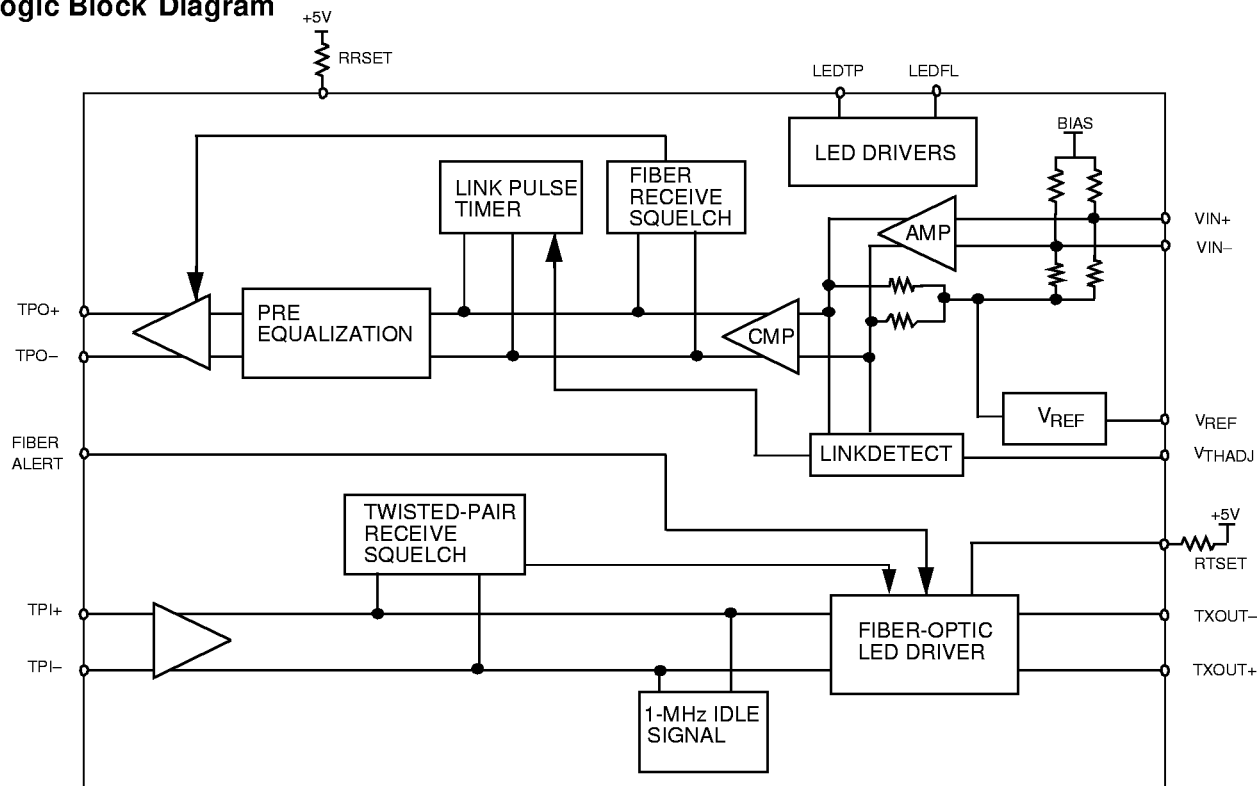 ogic Block Diagram
+5V
RRSET
LEDTP
LEDFL
BIAS
LED DRIVERS
LINK PULSE
TIMER
FIBER
RECEIVE
SQUELCH
AMP
VIN+
VIN–
TPO+
TPO–
PRE
EQUALIZATION
CMP
VREF
VREF
FIBER
ALERT
LINKDETECT
VTHADJ
TWISTED-PAIR
RECEIVE
SQUELCH
+5V
RTSET
TPI+
TPI–
FIBER-OPTIC
LED DRIVER
TXOUT–
TXOUT+
1-MHz IDLE
SIGNAL